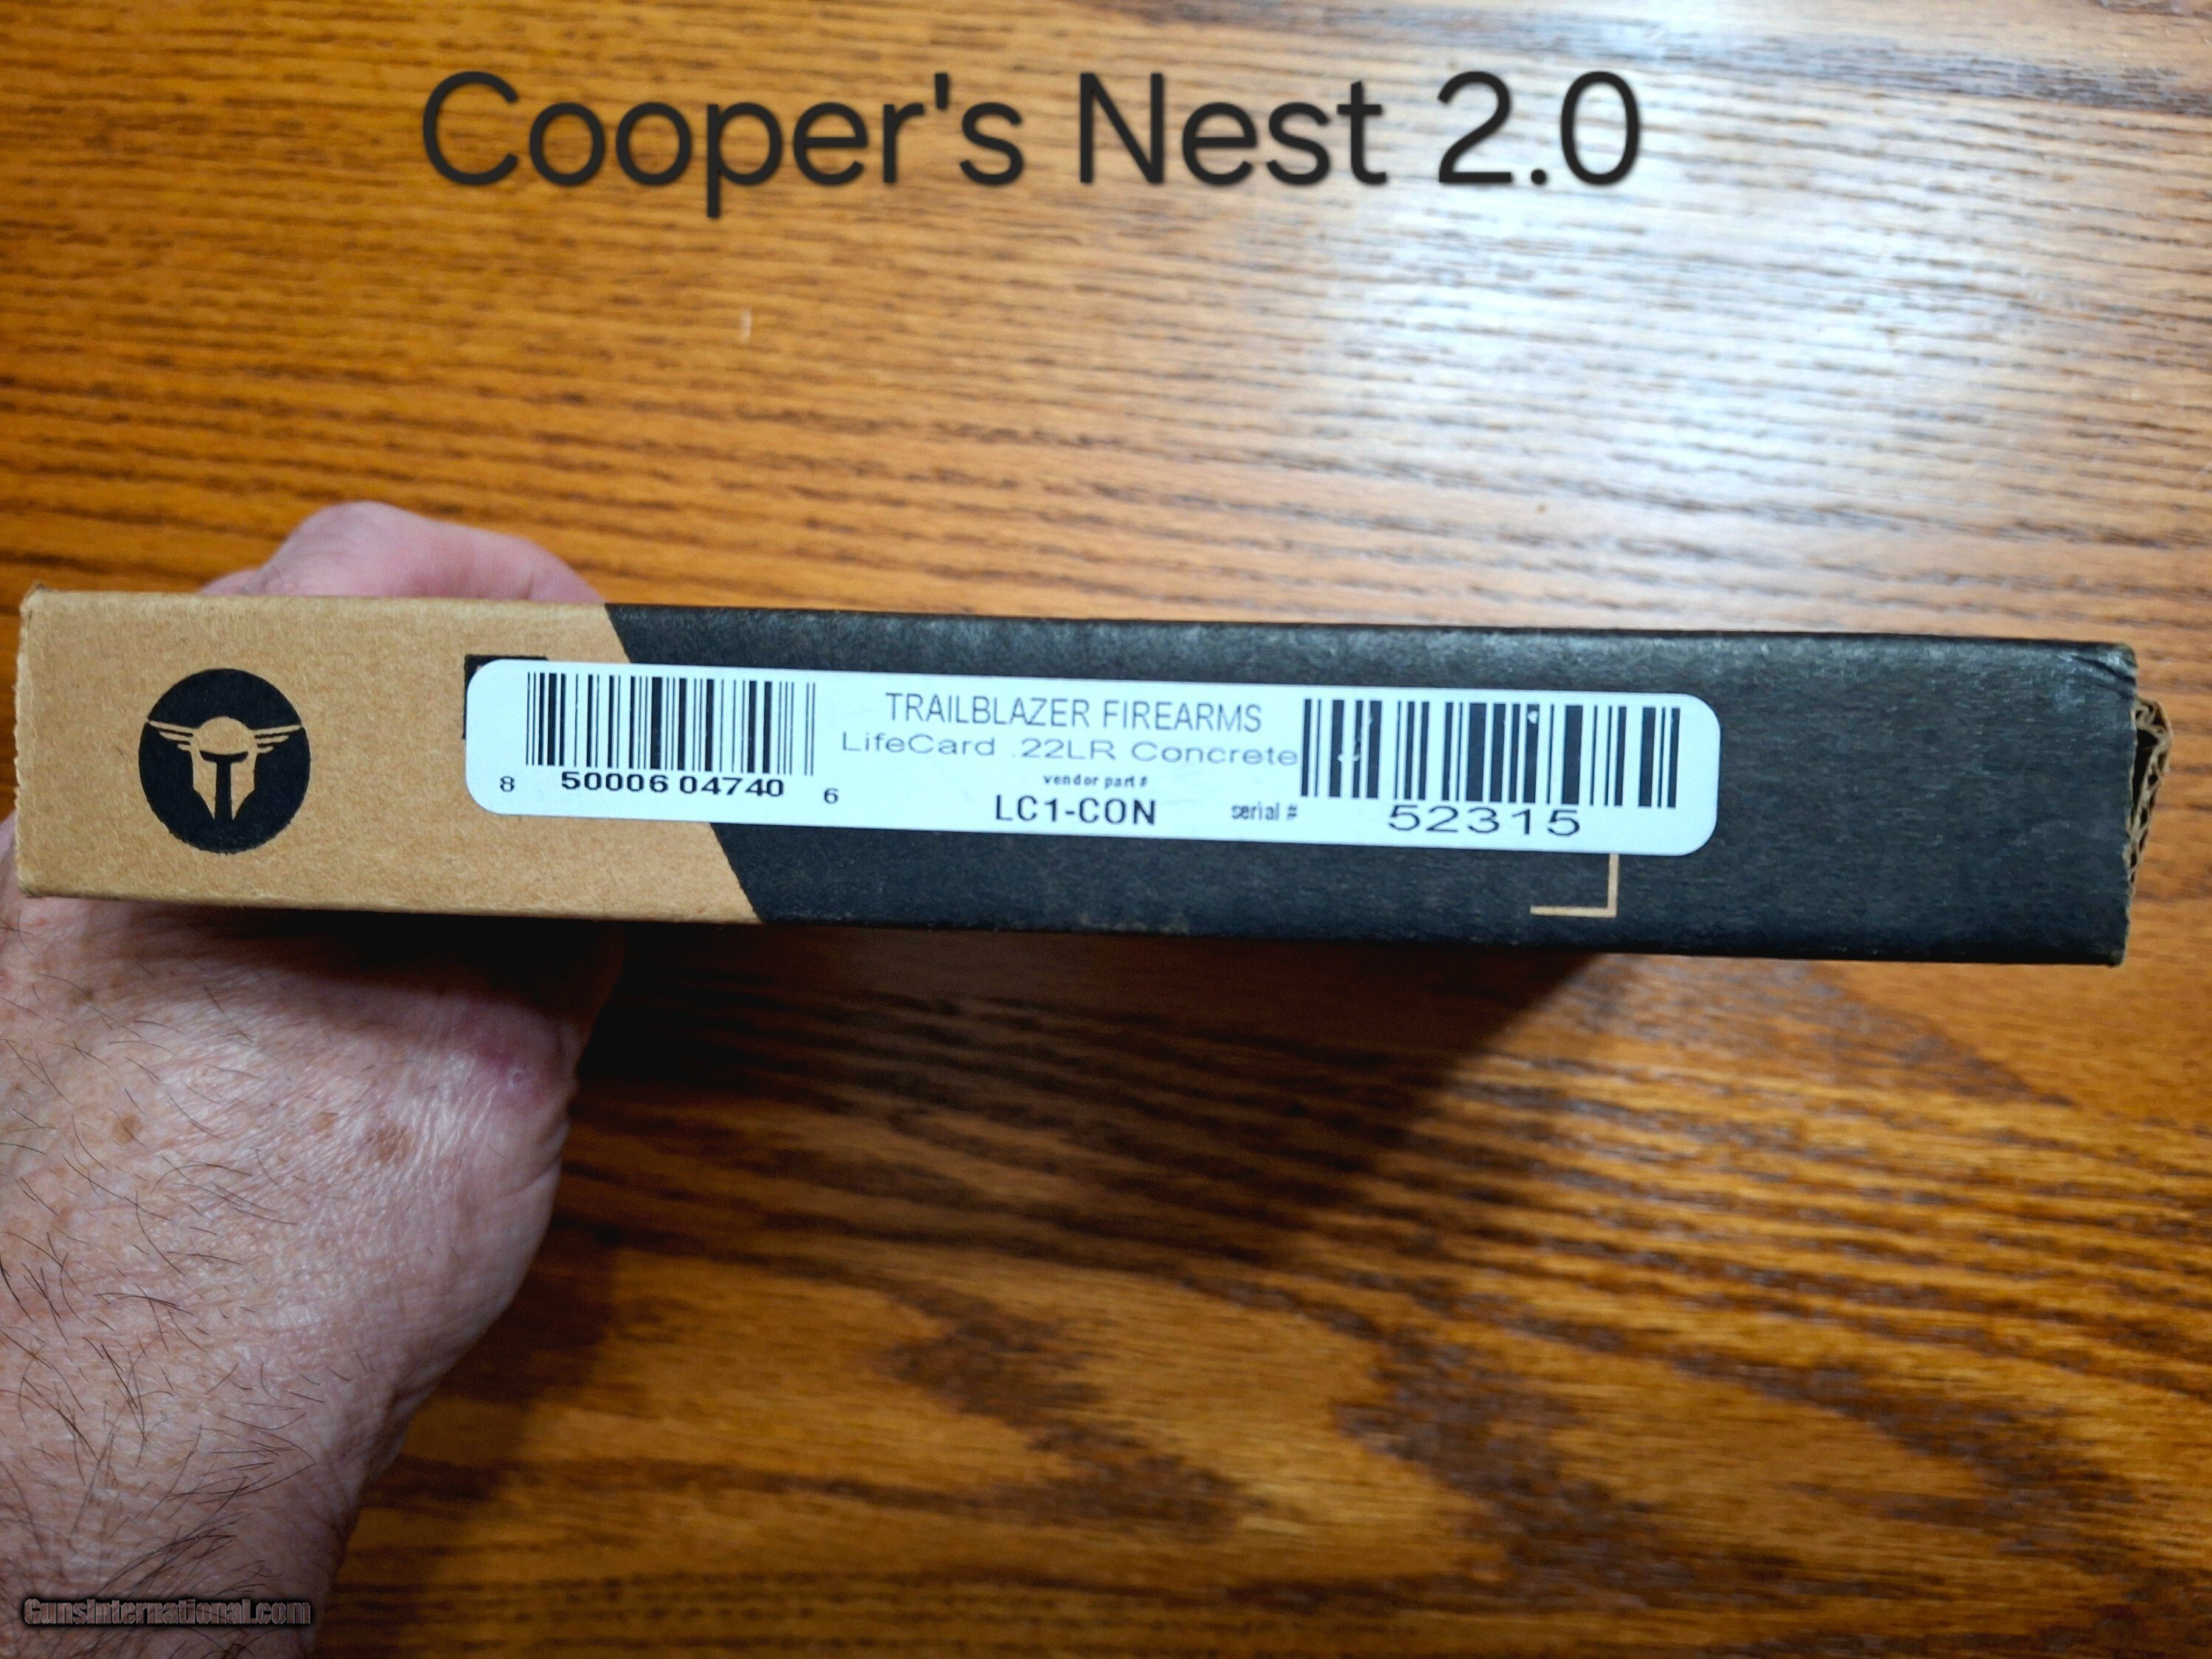 Cooper's Nest 2.0
TRAILBLAZER FIREARMS
LifeCard .22LR Concrete
vendor part #
LC1-CON
8 50006 04740 6
serial #
52315
GunsInternational.com